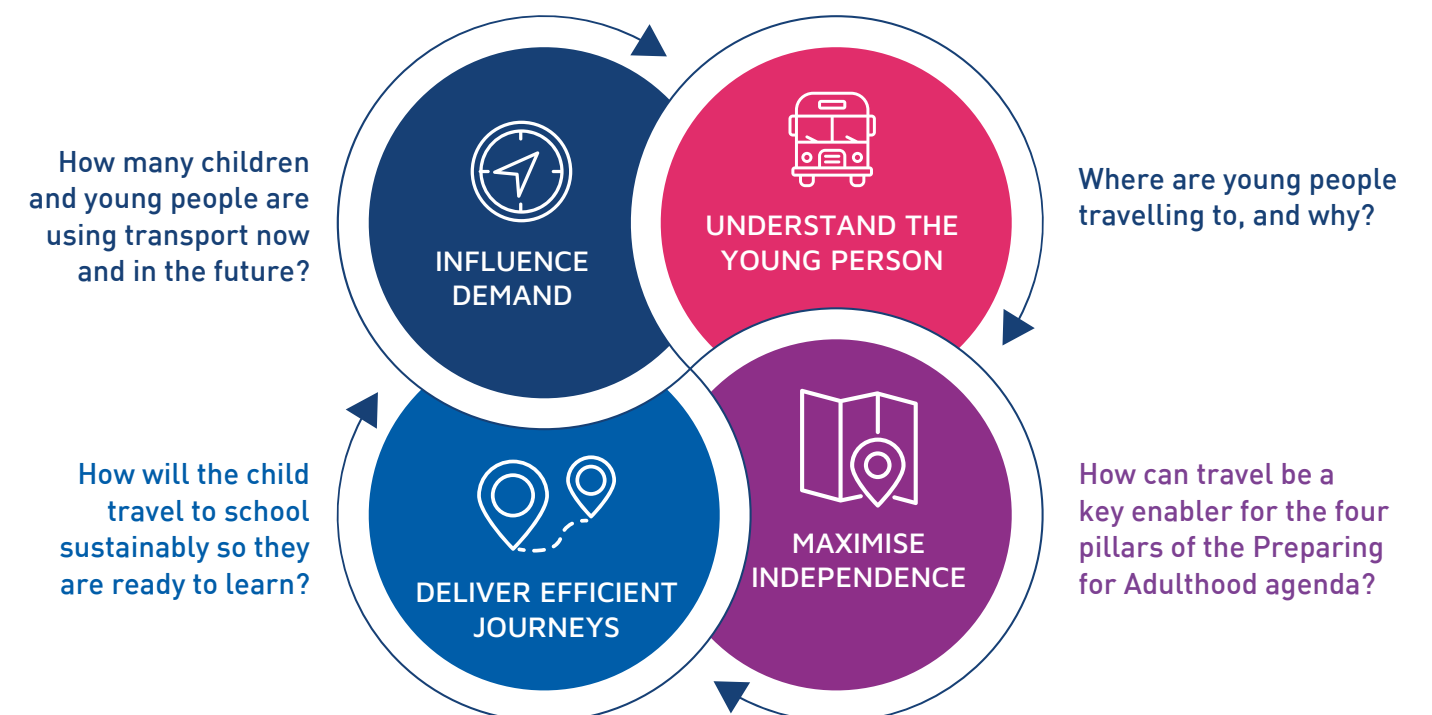 How many children
and young people are
using transport now
and in the future?
INFLUENCE
DEMAND
UNDERSTAND THE
YOUNG PERSON
Where are young people
travelling to, and why?
How will the child
travel to school
sustainably so they
are ready to learn?
DELIVER EFFICIENT
JOURNEYS
MAXIMISE
INDEPENDENCE
How can travel be a
key enabler for the four
pillars of the Preparing
for Adulthood agenda?